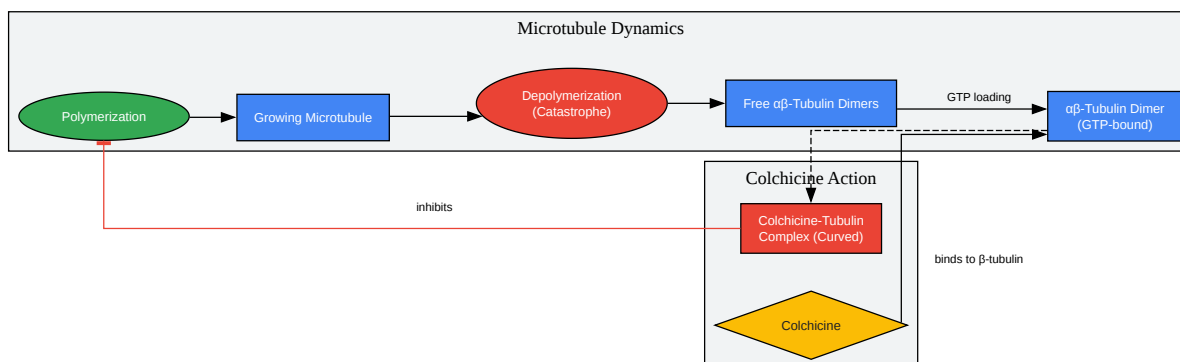 Microtubule Dynamics
Polymerization
Growing Microtubule
Depolymerization
(Catastrophe)
Free αβ-Tubulin Dimers
GTP loading
αβ-Tubulin Dimer
(GTP-bound)
Colchicine Action
Colchicine-Tubulin
Complex (Curved)
inhibits
binds to β-tubulin
Colchicine